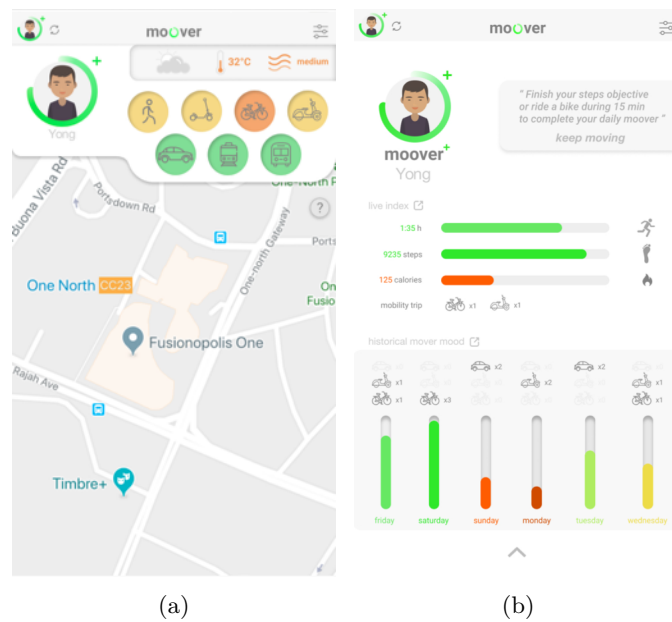 moover
32°C
medium
Yong
One-North
Buona Vista Rd
Portsdown Rd
?
Ports
One-north Gateway
One North CC23
On
Fusio
Fusionopolis One
Rajah Ave
Timbre+
(a)
moover
" Finish your steps objective
or ride a bike during 15 min
to complete your daily moover "
keep moving
moover
Yong
live index
1:35 h
9235 steps
125 calories
mobility trip x1 x1
historical mover mood
x2 x2
x1 x2 x1
x1 x3 x1
friday saturday sunday monday tuesday wednesday
(b)